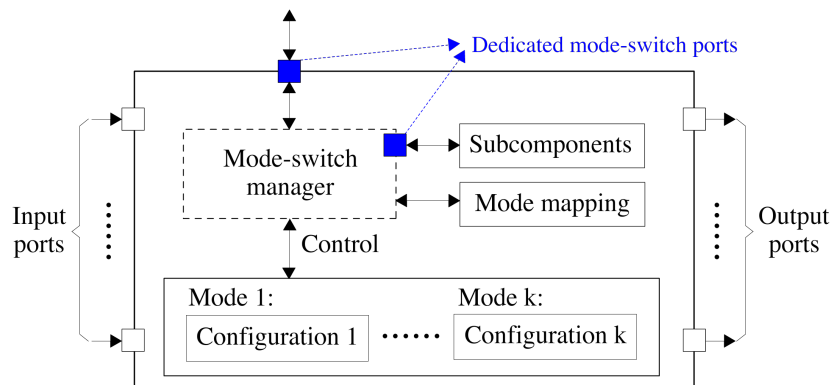 Dedicated mode-switch ports
Mode-switch
manager
Subcomponents
Mode mapping
Input
ports
Output
ports
Control
Mode 1:
Mode k:
Configuration 1
Configuration k